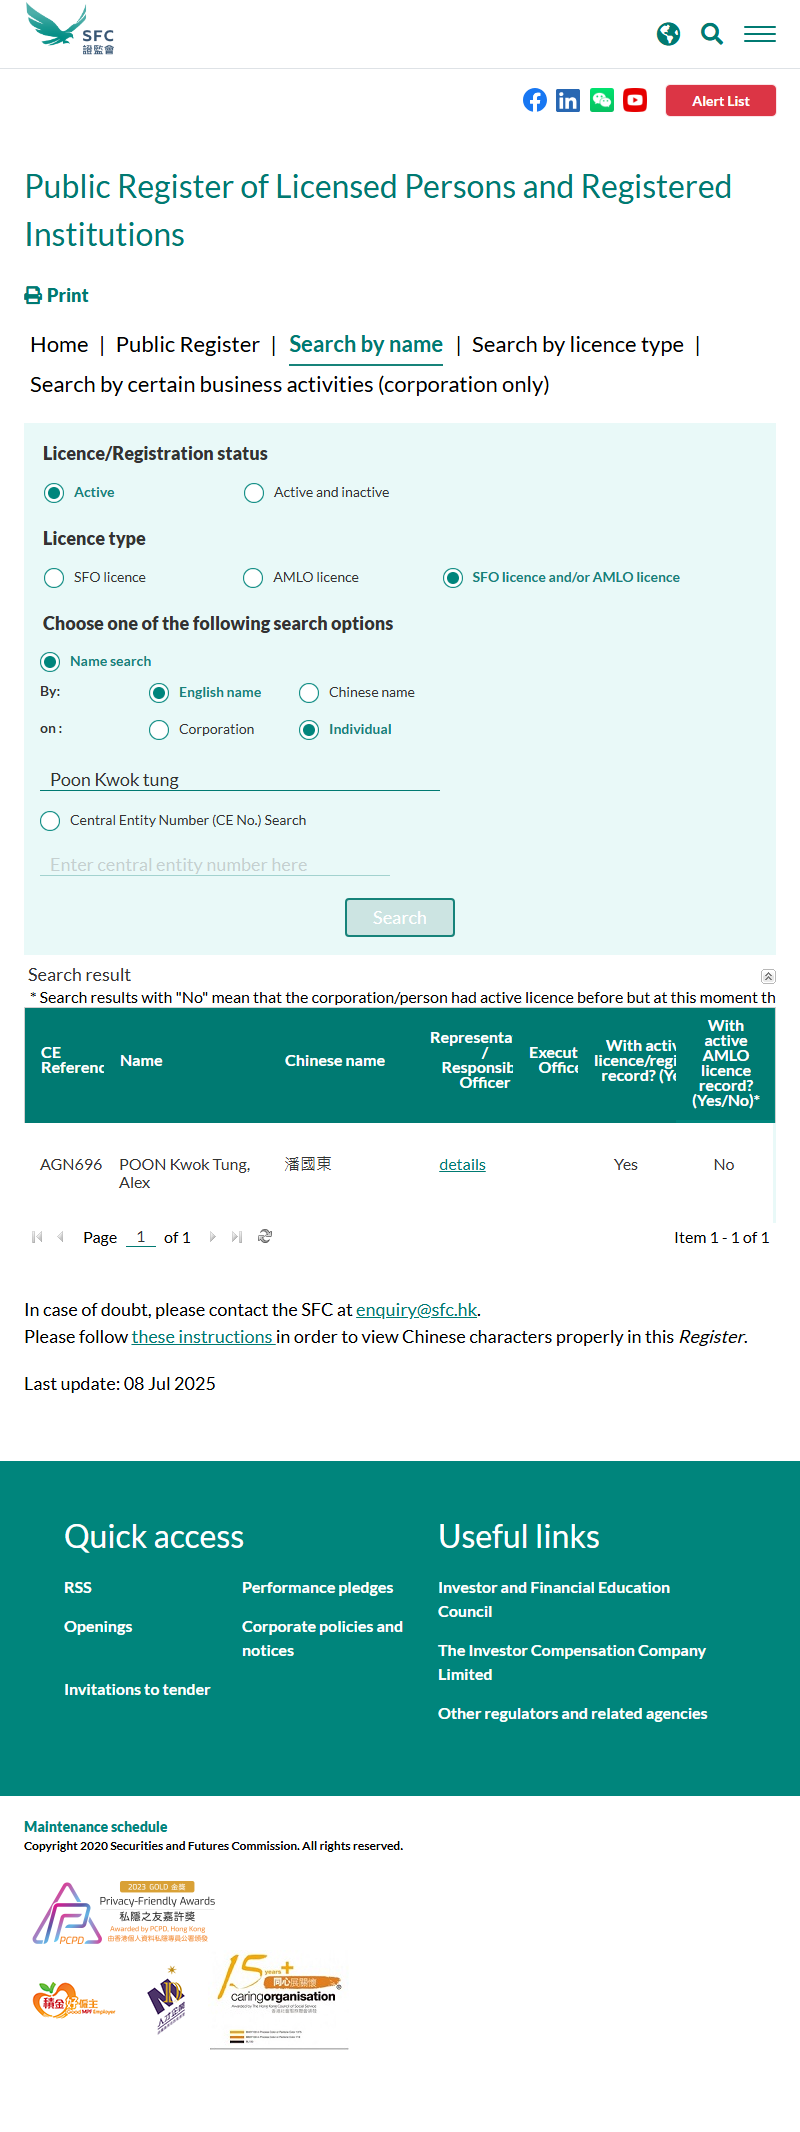 SFC
證監會
Alert List
Public Register of Licensed Persons and Registered
Institutions
Print
Home | Public Register | Search by name | Search by licence type |
Search by certain business activities (corporation only)
Licence/Registration status
Active Active and inactive
Licence type
SFO licence AMLO licence SFO licence and/or AMLO licence
Choose one of the following search options
Name search
By: English name Chinese name
on : Corporation Individual
Poon Kwok tung
Central Entity Number (CE No.) Search
Enter central entity number here
Search
Search result
* Search results with "No" mean that the corporation/person had active licence before but at this moment th
CE
Referenc
Name
Chinese name
Representa
/
Responsib
Officer
Execut
Office
With activ
licence/regi
record? (Ye
With
active
AMLO
licence
record?
(Yes/No)*
AGN696 POON Kwok Tung, 潘國東 details Yes No
Alex
Page 1 of 1 Item 1 - 1 of 1
In case of doubt, please contact the SFC at enquiry@sfc.hk.
Please follow these instructions in order to view Chinese characters properly in this Register.
Last update: 08 Jul 2025
Quick access
RSS Performance pledges
Openings Corporate policies and
notices
Invitations to tender
Useful links
Investor and Financial Education
Council
The Investor Compensation Company
Limited
Other regulators and related agencies
Maintenance schedule
Copyright 2020 Securities and Futures Commission. All rights reserved.
2023 GOLD 金獎
Privacy-Friendly Awards
私隱之友嘉許獎
Awarded by PCPD, Hong Kong
由香港個人資料私隱專員公署頒發
PCPD
積金好僱主
Good MPF Employer
人才企業
15 years+
同心展關懷
caringorganisation
Awarded by The Hong Kong Council of Social Service
香港社會服務聯會頒發